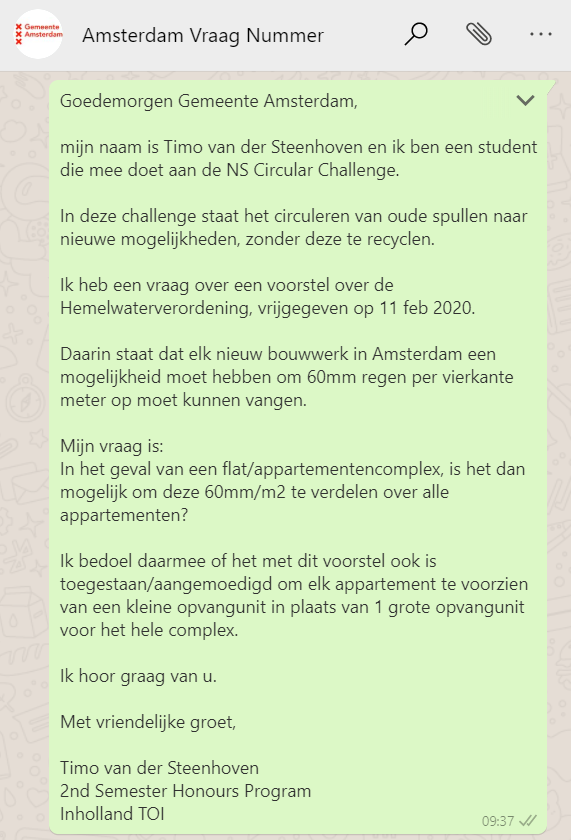 Gemeente
Amsterdam
Amsterdam Vraag Nummer
Goedemorgen Gemeente Amsterdam,
mijn naam is Timo van der Steenhoven en ik ben een student
die mee doet aan de NS Circular Challenge.
In deze challenge staat het circuleren van oude spullen naar
nieuwe mogelijkheden, zonder deze te recyclen.
Ik heb een vraag over een voorstel over de
Hemelwaterverordening, vrijgegeven op 11 feb 2020.
Daarin staat dat elk nieuw bouwwerk in Amsterdam een
mogelijkheid moet hebben om 60mm regen per vierkante
meter op moet kunnen vangen.
Mijn vraag is:
In het geval van een flat/appartementencomplex, is het dan
mogelijk om deze 60mm/m2 te verdelen over alle
appartementen?
Ik bedoel daarmee of het met dit voorstel ook is
toegestaan/aangemoedigd om elk appartement te voorzien
van een kleine opvangunit in plaats van 1 grote opvangunit
voor het hele complex.
Ik hoor graag van u.
Met vriendelijke groet,
Timo van der Steenhoven
2nd Semester Honours Program
Inholland TOI
09:37